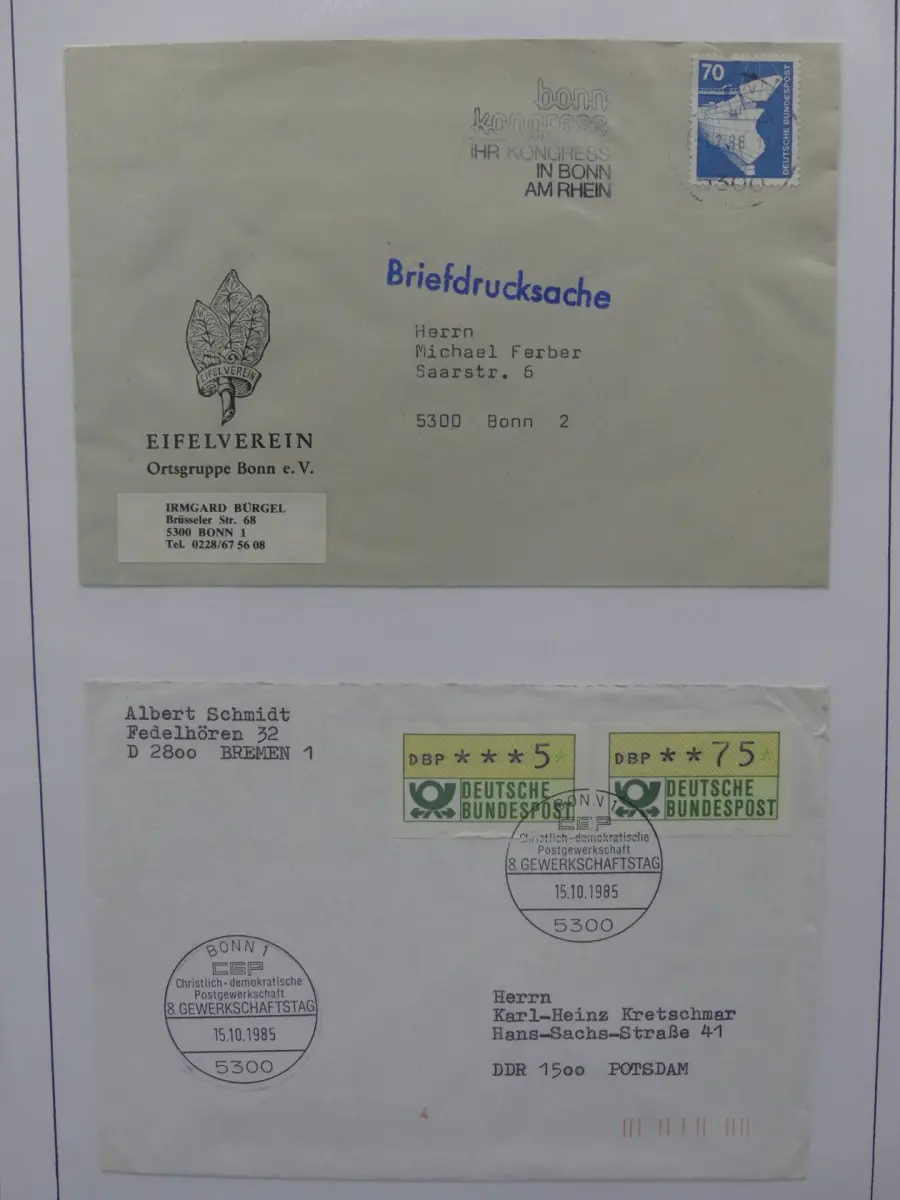 70
DEUTSCHE BUNDESPOST
bonn
kongress
IHR KONGRESS
IN BONN
AM RHEIN
5300
Briefdrucksache
Herrn
Michael Ferber
Saarstr. 6
5300 Bonn 2
EIFELVEREIN
EIFELVEREIN
Ortsgruppe Bonn e. V.
IRMGARD BÜRGEL
Brüsseler Str. 68
5300 BONN 1
Tel. 0228/67 56 08
Albert Schmidt
Fedelhören 32
D 28oo BREMEN 1
DBP ***5*
DEUTSCHE
BUNDESPOST
DBP **75*
DEUTSCHE
BUNDESPOST
BONN 1
CGP
Christlich-demokratische
Postgewerkschaft
8. GEWERKSCHAFTSTAG
15.10.1985
5300
BONN 1
CGP
Christlich-demokratische
Postgewerkschaft
8. GEWERKSCHAFTSTAG
15.10.1985
5300
Herrn
Karl-Heinz Kretschmar
Hans-Sachs-Straße 41
DDR 15oo POTSDAM
4